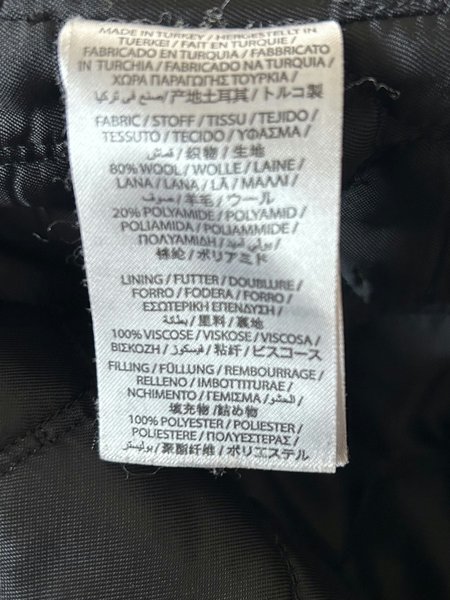 MADE IN TURKEY / HERGESTELLT IN
TUERKEI / FAIT EN TURQUIE /
FABRICADO EN TURQUIA / FABBRICATO
IN TURCHIA / FABRICADO NA TURQUIA /
ΧΩΡΑ ΠΑΡΑΓΩΓΗΣ ΤΟΥΡΚΙΑ /
صنع في تركيا / 产地土耳其 / トルコ製
FABRIC / STOFF / TISSU / TEJIDO /
TESSUTO / TECIDO / ΥΦΑΣΜΑ /
قماش / 织物 / 生地
80% WOOL / WOLLE / LAINE /
LANA / LANA / LÃ / ΜΑΛΛΙ /
صوف / 羊毛 / ウール
20% POLYAMIDE / POLYAMID /
POLIAMIDA / POLIAMMIDE /
ΠΟΛΥΑΜΙΔΗ / بولي أميد /
锦纶 / ポリアミド
LINING / FUTTER / DOUBLURE /
FORRO / FODERA / FORRO /
ΕΣΩΤΕΡΙΚΗ ΕΠΕΝΔΥΣΗ /
بطانة / 里料 / 裏地
100% VISCOSE / VISKOSE / VISCOSA /
ΒΙΣΚΟΖΗ / فيسكوز / 粘纤 / ビスコース
FILLING / FÜLLUNG / REMBOURRAGE /
RELLENO / IMBOTTITURAE /
NCHIMENTO / ΓΕΜΙΣΜΑ / الحشو /
填充物 / 詰め物
100% POLYESTER / POLIESTER /
POLIESTERE / ΠΟΛΥΕΣΤΕΡΑΣ /
بوليستر / 聚酯纤维 / ポリエステル